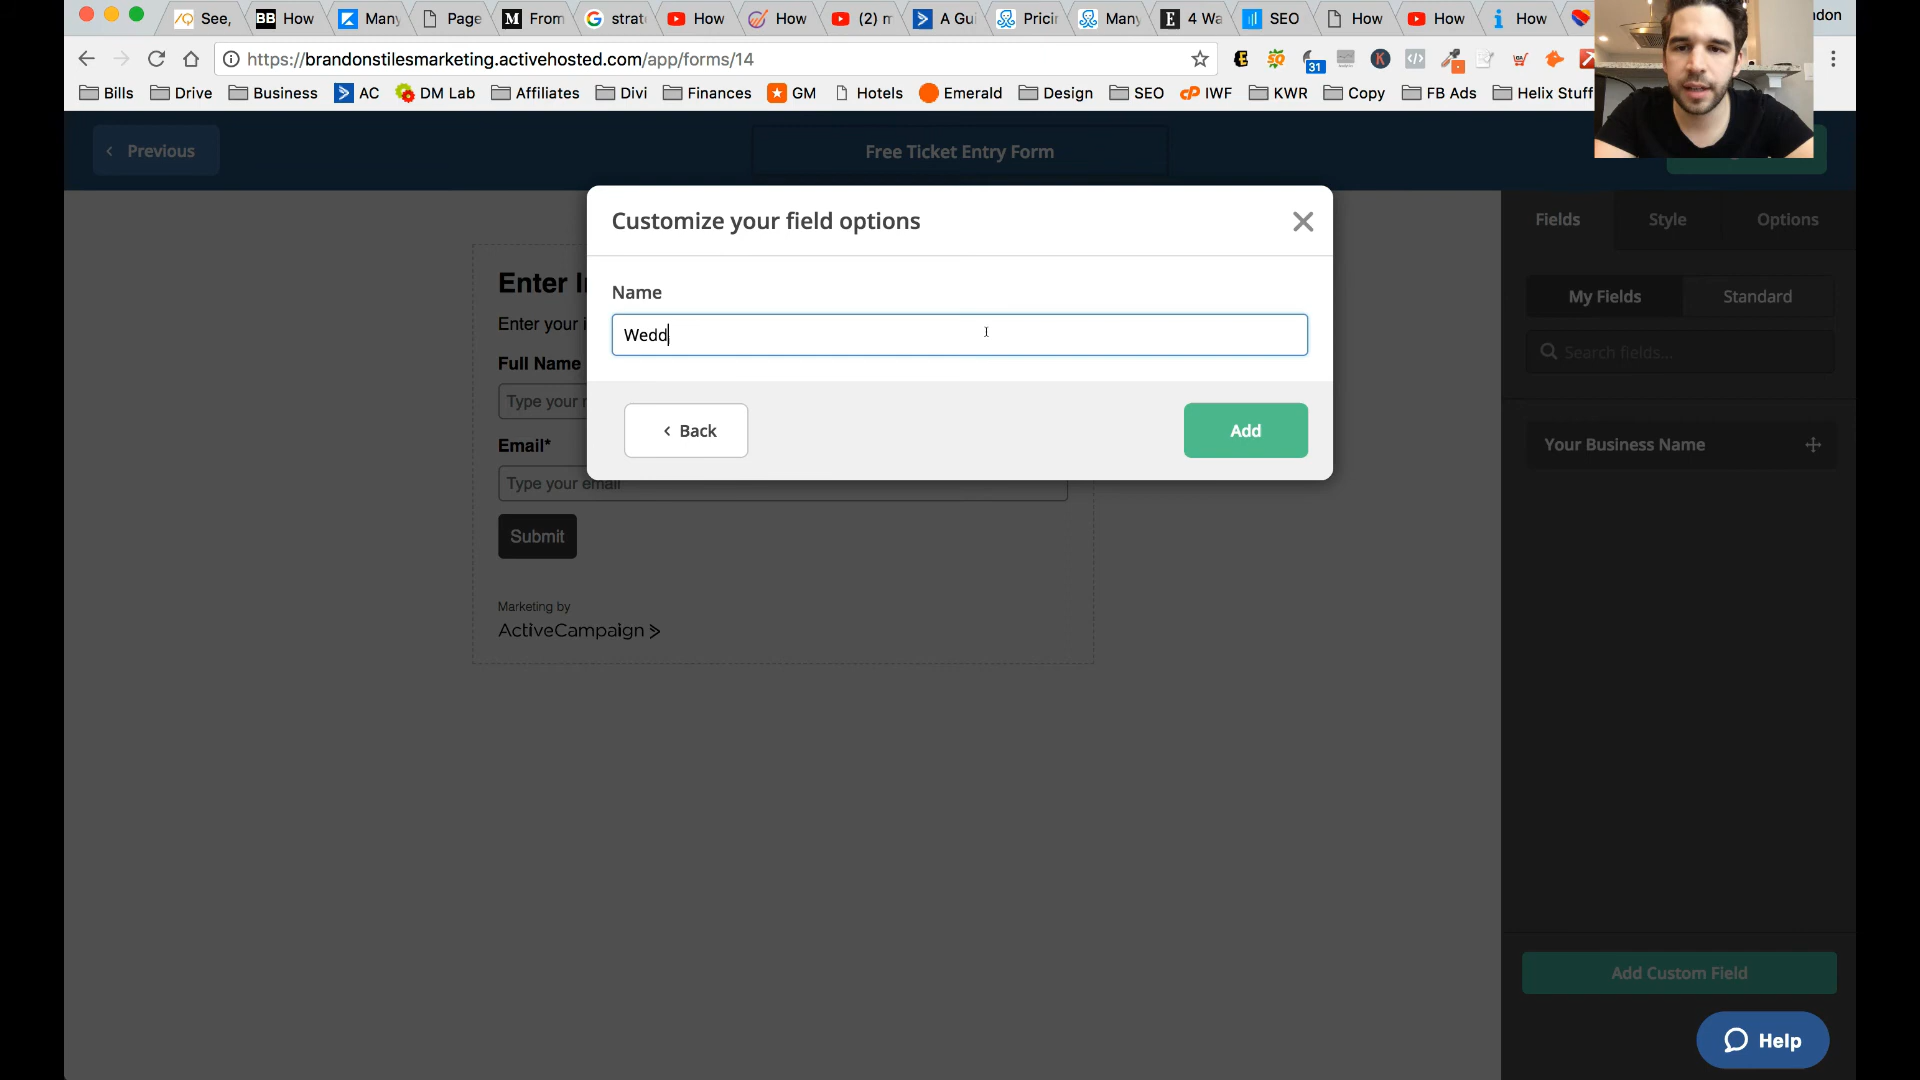 See,
How
Many
Page
From
strat
How
How
(2) m
A Gui
Pricin
Many
4 Wa
SEO
How
How
How
https://brandonstilesmarketing.activehosted.com/app/forms/14
31
Bills
Drive
Business
AC
DM Lab
Affiliates
Divi
Finances
GM
Hotels
Emerald
Design
SEO
IWF
KWR
Copy
FB Ads
Helix Stuff
Previous
Free Ticket Entry Form
Customize your field options
Name
Wedd
Back
Add
Enter
Enter your
Full Name
Type your
Email*
Type your email
Submit
Marketing by
ActiveCampaign >
Fields
Style
Options
My Fields
Standard
Search fields...
Your Business Name
Add Custom Field
Help